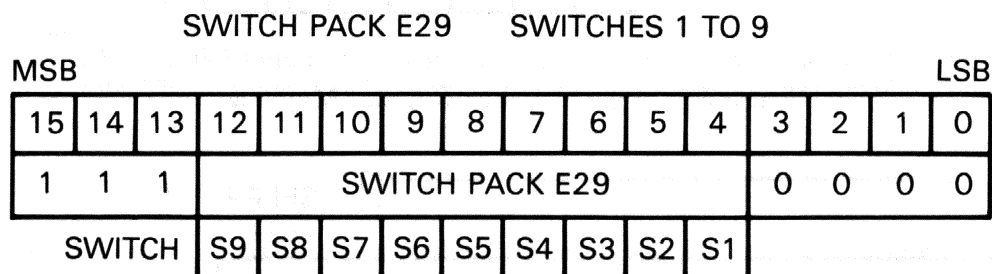 SWITCH PACK E29 SWITCHES 1 TO 9
MSB LSB
15 14 13 12 11 10 9 8 7 6 5 4 3 2 1 0
1 1 1 SWITCH PACK E29 0 0 0 0
SWITCH S9 S8 S7 S6 S5 S4 S3 S2 S1